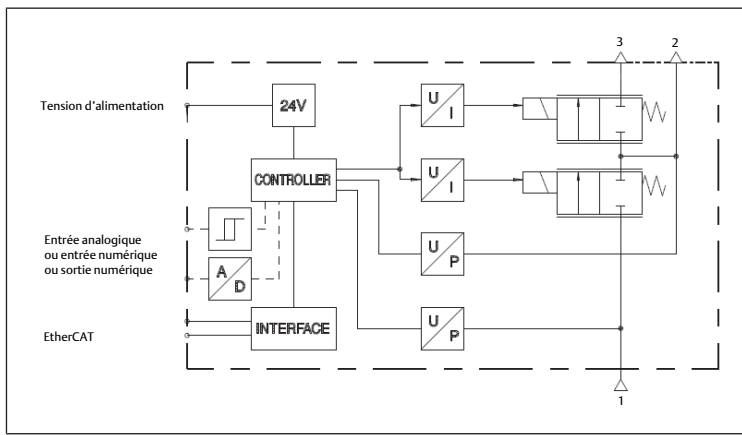 3 2
Tension d'alimentation
24V
U
I
CONTROLLER
U
I
Entrée analogique
ou entrée numérique
ou sortie numérique
A
D
U
P
EtherCAT
INTERFACE
U
P
1